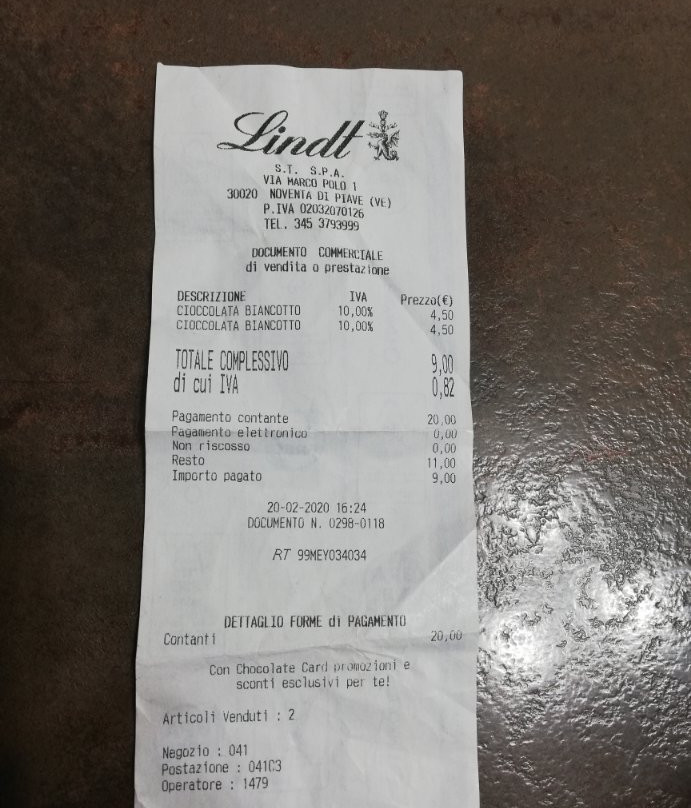 Lindt
S.T. S.P.A.
VIA MARCO POLO 1
30020 NOVENTA DI PIAVE (VE)
P.IVA 02032070126
TEL. 345 3793999
DOCUMENTO COMMERCIALE
di vendita o prestazione
DESCRIZIONE IVA Prezzo(€)
CIOCCOLATA BIANCOTTO 10,00% 4,50
CIOCCOLATA BIANCOTTO 10,00% 4,50
TOTALE COMPLESSIVO 9,00
di cui IVA 0,82
Pagamento contante 20,00
Pagamento elettronico 0,00
Non riscosso 0,00
Resto 11,00
Importo pagato 9,00
20-02-2020 16:24
DOCUMENTO N. 0298-0118
RT 99MEY034034
DETTAGLIO FORME di PAGAMENTO
Contanti 20,00
Con Chocolate Card promozioni e
sconti esclusivi per te!
Articoli Venduti : 2
Negozio : 041
Postazione : 041C3
Operatore : 1479